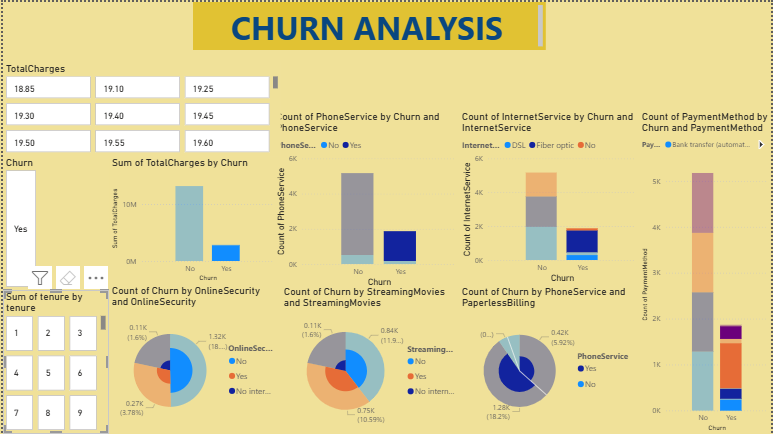 CHURN ANALYSIS
TotalCharges
18.85 19.10 19.25
19.30 19.40 19.45
19.50 19.55 19.60
Churn
Yes
Sum of TotalCharges by Churn
Sum of TotalCharges
10M
0M
No Yes
Churn
Count of PhoneService by Churn and
PhoneService
PhoneSe... No Yes
Count of PhoneService
6K
4K
2K
0K
No Yes
Churn
Count of InternetService by Churn and
InternetService
Internet... DSL Fiber optic No
Count of InternetService
6K
4K
2K
0K
No Yes
Churn
Count of PaymentMethod by
Churn and PaymentMethod
Pay... Bank transfer (automat...
Count of PaymentMethod
5K
4K
3K
2K
1K
0K
No Yes
Churn
Sum of tenure by
tenure
1 2 3
4 5 6
7 8 9
Count of Churn by OnlineSecurity
and OnlineSecurity
0.11K
(1.6%)
1.32K
(18....)
0.27K
(3.78%)
OnlineSec...
No
Yes
No inter...
Count of Churn by StreamingMovies
and StreamingMovies
0.11K
(1.6%)
0.84K
(11.9...)
0.75K
(10.59%)
Streaming...
No
Yes
No intern...
Count of Churn by PhoneService and
PaperlessBilling
(0...)
0.42K
(5.92%)
1.28K
(18.2%)
PhoneService
Yes
No